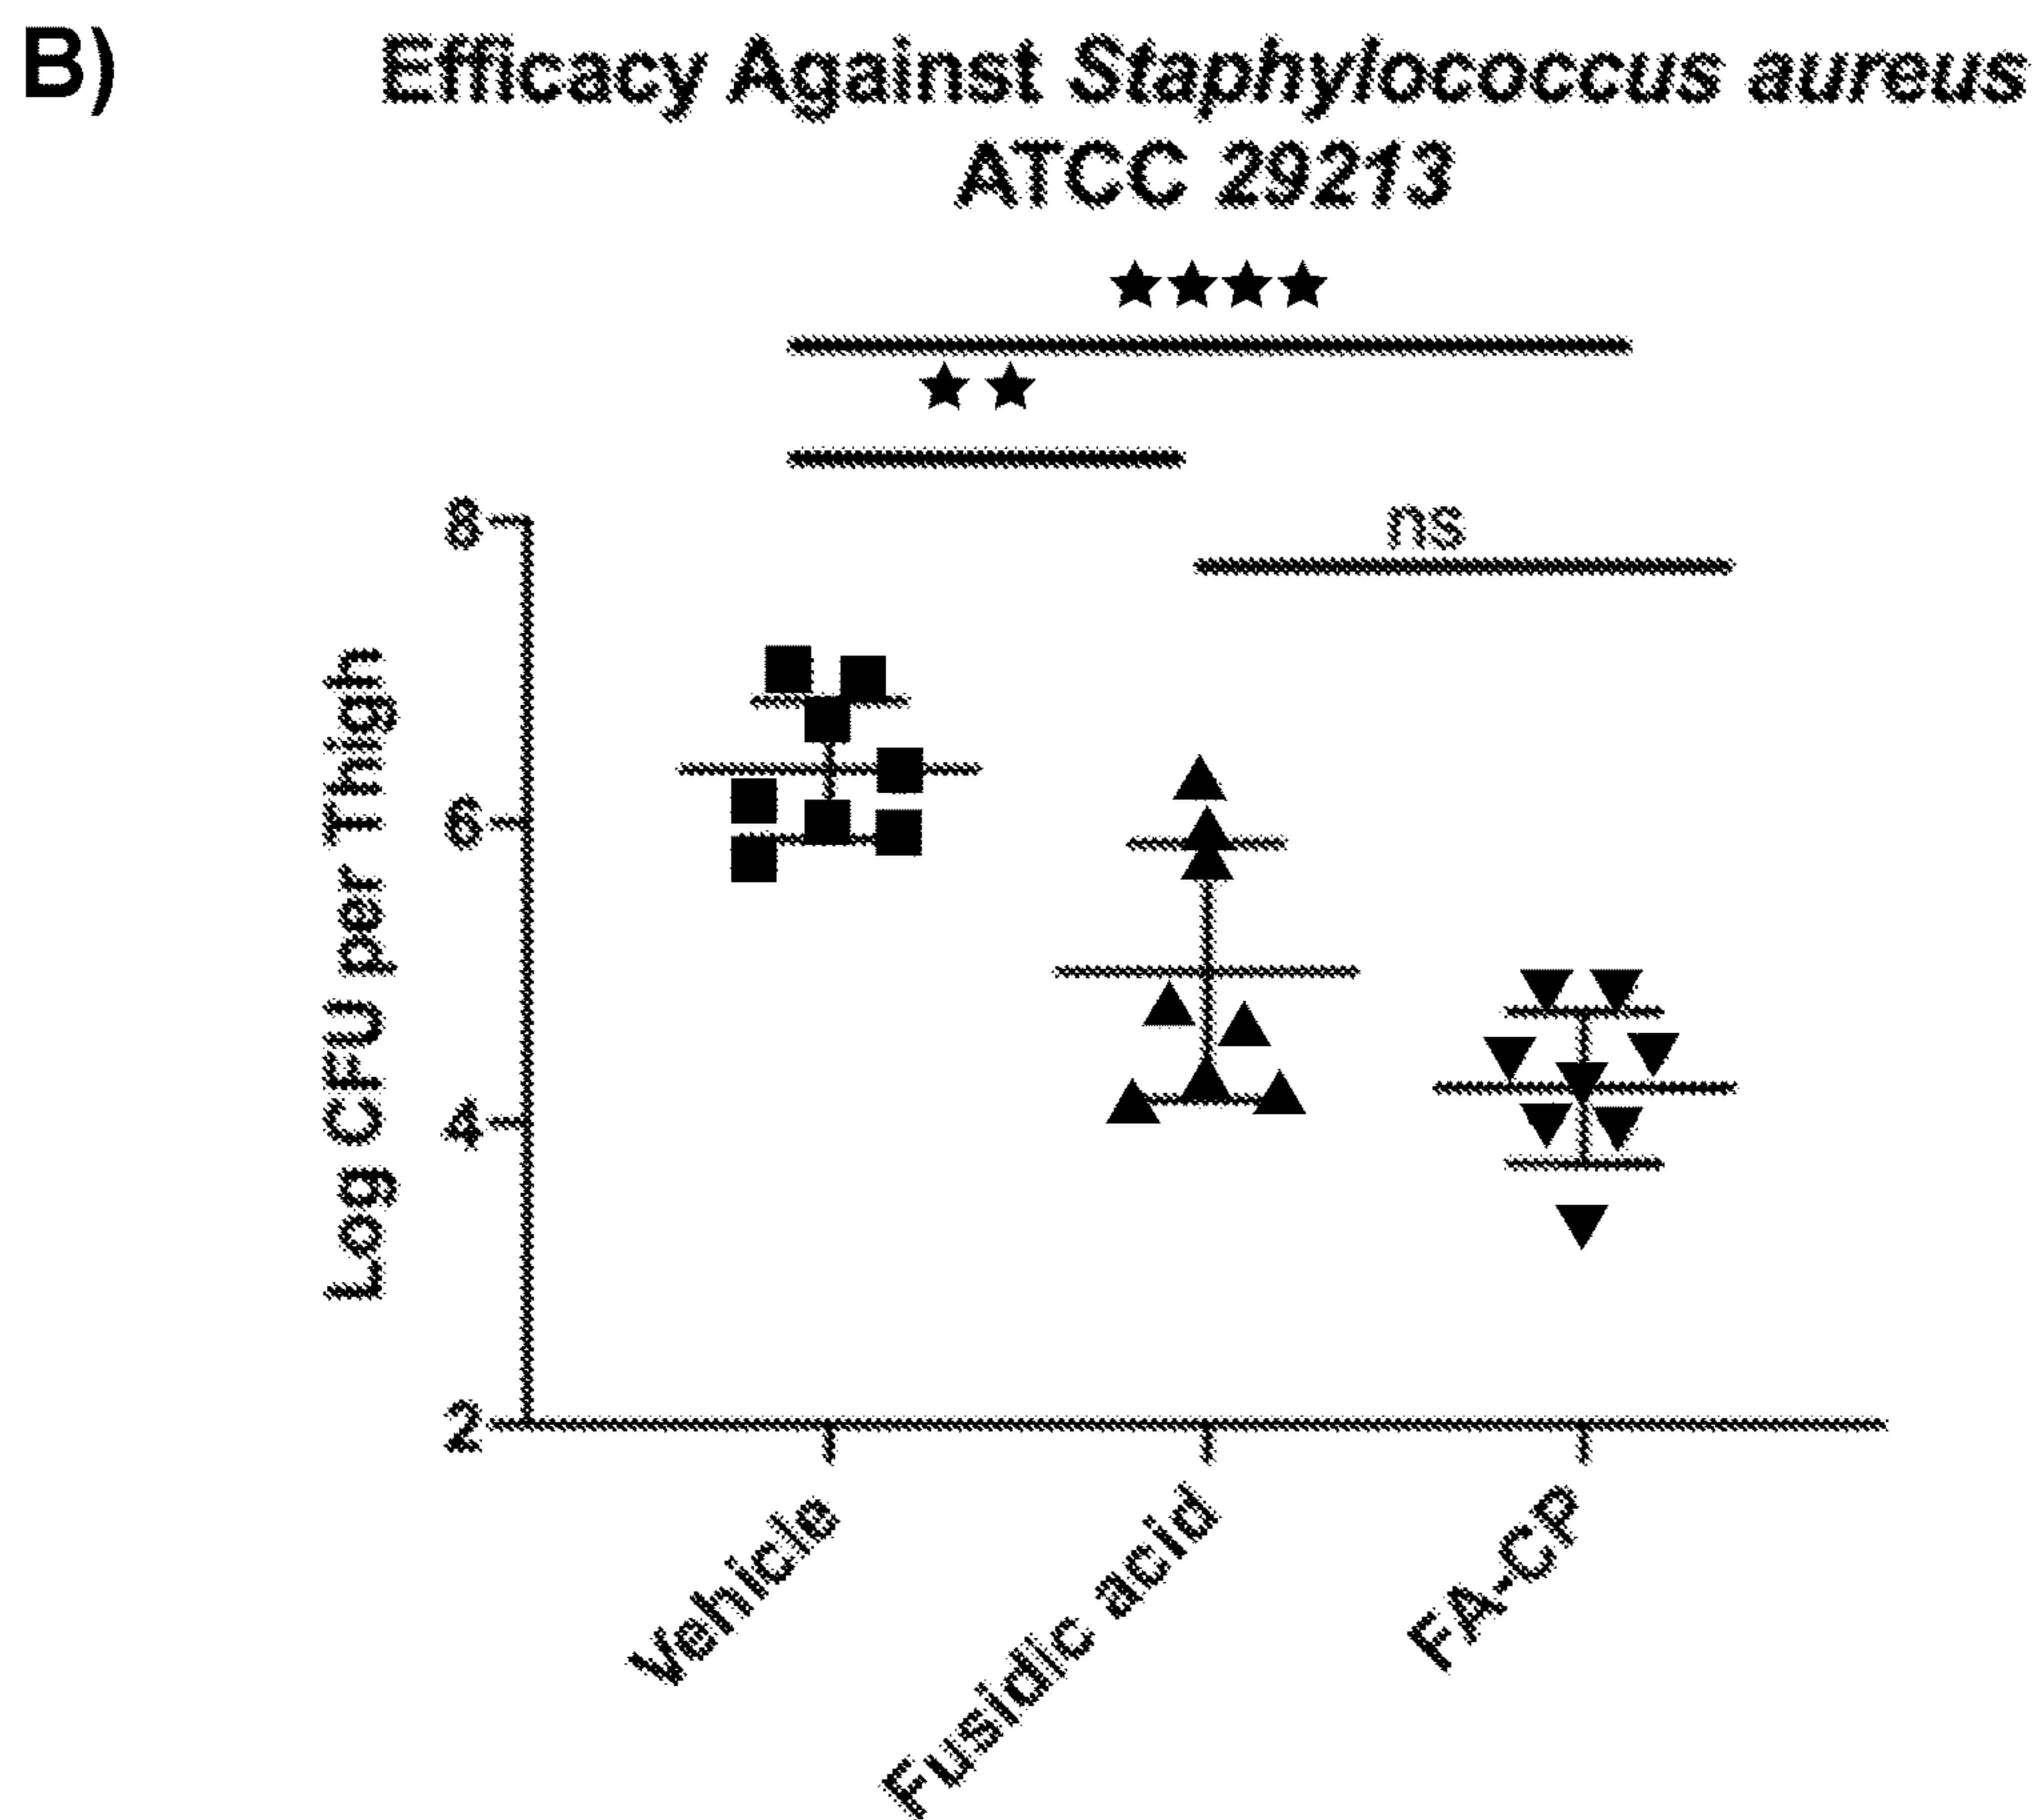 B)
Efficacy Against Staphylococcus aureus
ATCC 29213
★★★★
★★
ns
8
6
4
2
Log CFU per Thigh
Vehicle
Fusidic acid
FA-CP